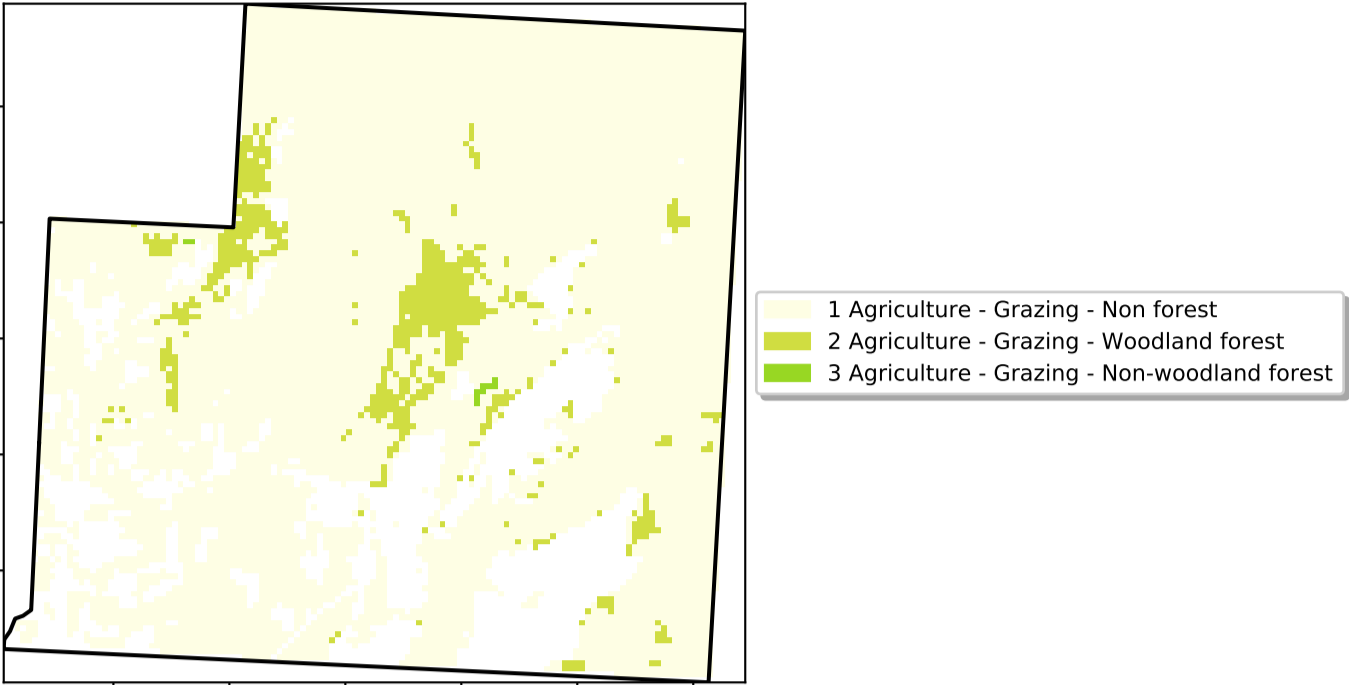 1 Agriculture - Grazing - Non forest
2 Agriculture - Grazing - Woodland forest
3 Agriculture - Grazing - Non-woodland forest